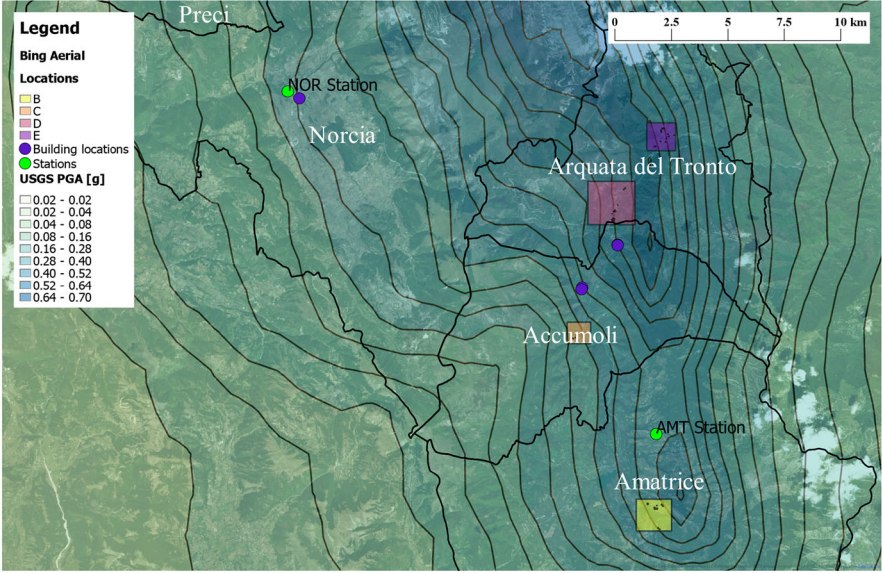 Preci
Legend
Bing Aerial
Locations
B
C
D
E
Building locations
Stations
USGS PGA [g]
0.02 - 0.02
0.02 - 0.04
0.04 - 0.08
0.08 - 0.16
0.16 - 0.28
0.28 - 0.40
0.40 - 0.52
0.52 - 0.64
0.64 - 0.70
0 2.5 7.5 10 km
NOR Station
Norcia
Arquata del Tronto
Accumoli
AMT Station
Amatrice